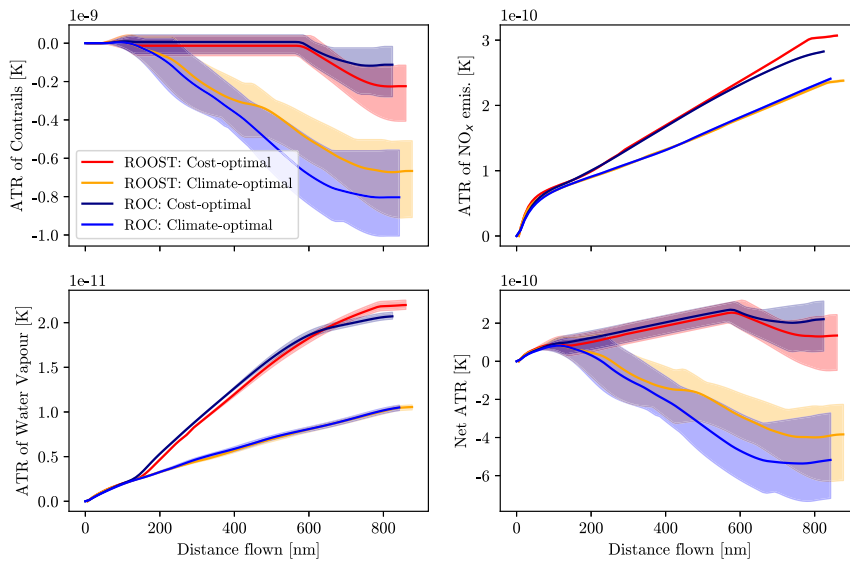 1e-9
ATR of Contrails [K]
0.0
-0.2
-0.4
-0.6
-0.8
-1.0
ROOST: Cost-optimal
ROOST: Climate-optimal
ROC: Cost-optimal
ROC: Climate-optimal
1e-10
ATR of NOx emis. [K]
3
2
1
0
1e-11
ATR of Water Vapour [K]
2.0
1.5
1.0
0.5
0.0
0
200
400
600
800
Distance flown [nm]
1e-10
Net ATR [K]
2
0
-2
-4
-6
0
200
400
600
800
Distance flown [nm]